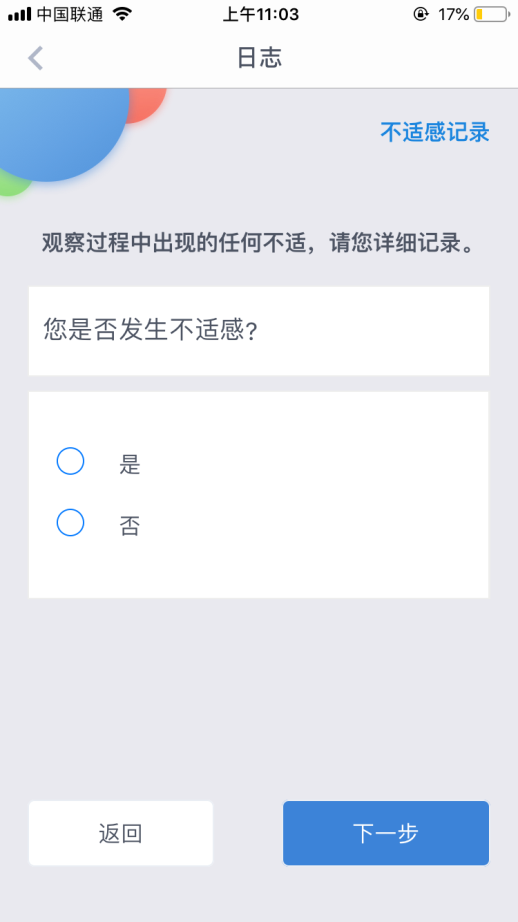 中国联通 上午11:03 17%
日志
不适感记录
观察过程中出现的任何不适，请您详细记录。
您是否发生不适感?
是
否
返回 下一步